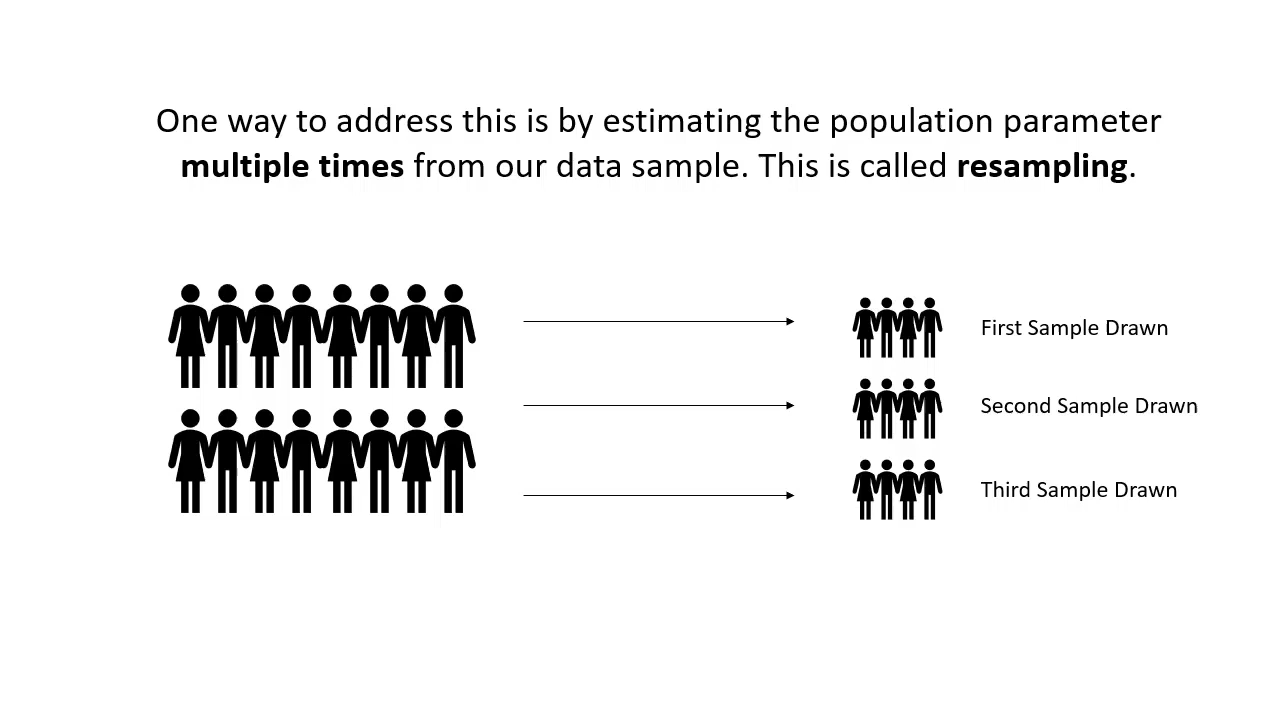 One way to address this is by estimating the population parameter
multiple times from our data sample. This is called resampling.
First Sample Drawn
Second Sample Drawn
Third Sample Drawn